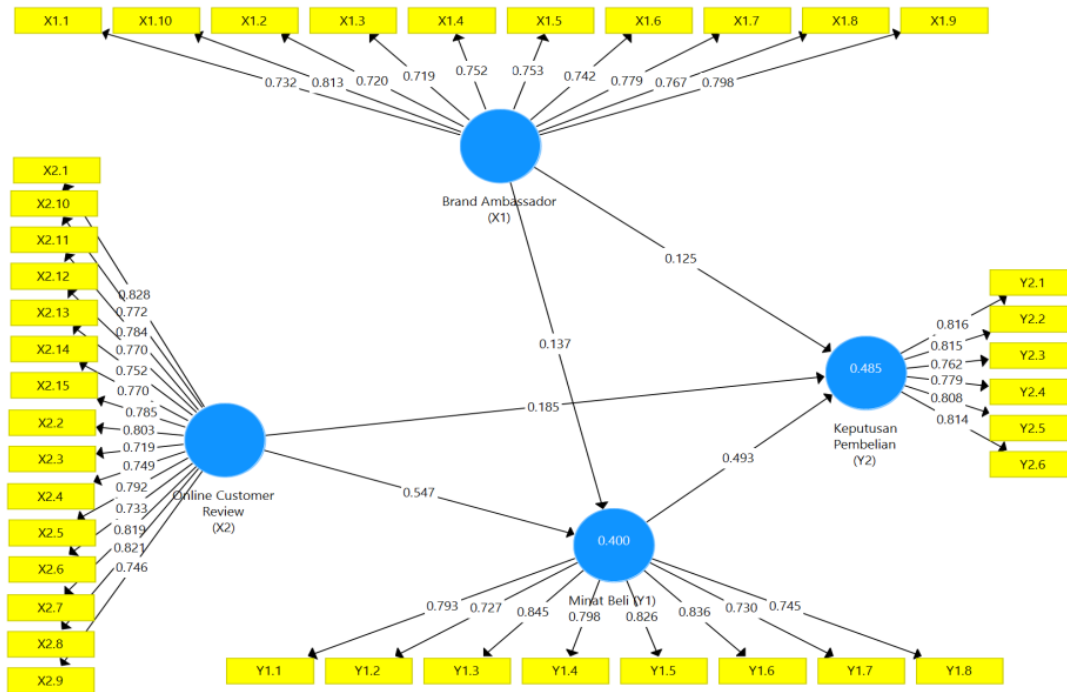 X1.1 X1.10 X1.2 X1.3 X1.4 X1.5 X1.6 X1.7 X1.8 X1.9
0.732 0.813 0.720 0.719 0.752 0.753 0.742 0.779 0.767 0.798
Brand Ambassador
(X1)
X2.1
X2.10
X2.11
X2.12
X2.13
X2.14
X2.15
X2.2
X2.3
X2.4
X2.5
X2.6
X2.7
X2.8
X2.9
0.828
0.772
0.784
0.770
0.752
0.770
0.785
0.803
0.719
0.749
0.792
0.733
0.819
0.821
0.746
Online Customer
Review
(X2)
0.125
0.137
0.185
0.547
0.493
0.485
Keputusan
Pembelian
(Y2)
0.816
0.815
0.762
0.779
0.808
0.814
Y2.1
Y2.2
Y2.3
Y2.4
Y2.5
Y2.6
0.400
Minat Beli (Y1)
0.793 0.727 0.845 0.798 0.826 0.836 0.730 0.745
Y1.1 Y1.2 Y1.3 Y1.4 Y1.5 Y1.6 Y1.7 Y1.8